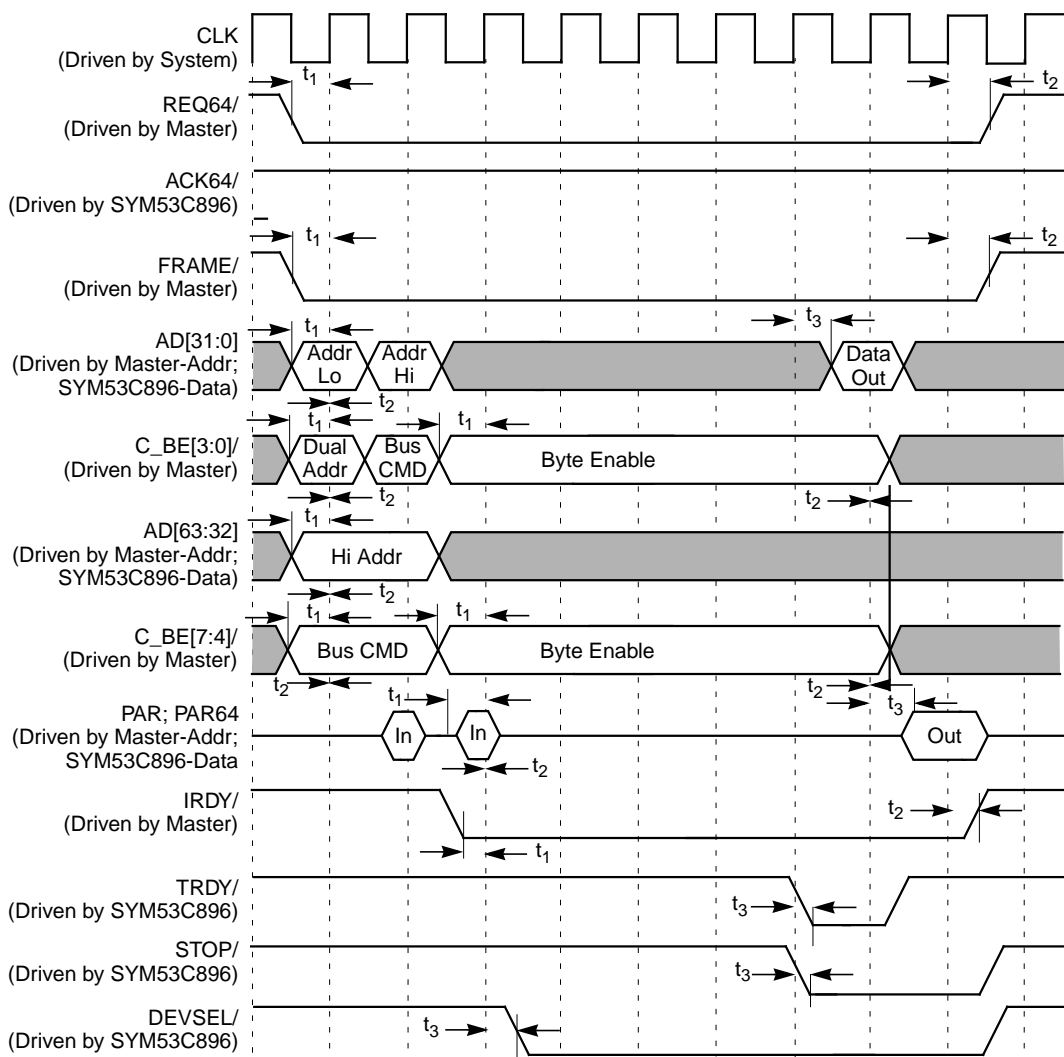 CLK
(Driven by System)
t1
t2
REQ64/
(Driven by Master)
ACK64/
(Driven by SYM53C896)
t1
t2
FRAME/
(Driven by Master)
t3
AD[31:0]
(Driven by Master-Addr;
SYM53C896-Data)
t1
Addr
Lo
Addr
Hi
Data
Out
t2
t1
t1
C_BE[3:0]/
(Driven by Master)
Dual
Addr
Bus
CMD
Byte Enable
t2
t2
AD[63:32]
(Driven by Master-Addr;
SYM53C896-Data)
t1
Hi Addr
t2
t1
t1
C_BE[7:4]/
(Driven by Master)
Bus CMD
Byte Enable
t2
t2
t1
t3
PAR; PAR64
(Driven by Master-Addr;
SYM53C896-Data
In
In
Out
t2
IRDY/
(Driven by Master)
t2
t1
TRDY/
(Driven by SYM53C896)
t3
STOP/
(Driven by SYM53C896)
t3
DEVSEL/
(Driven by SYM53C896)
t3